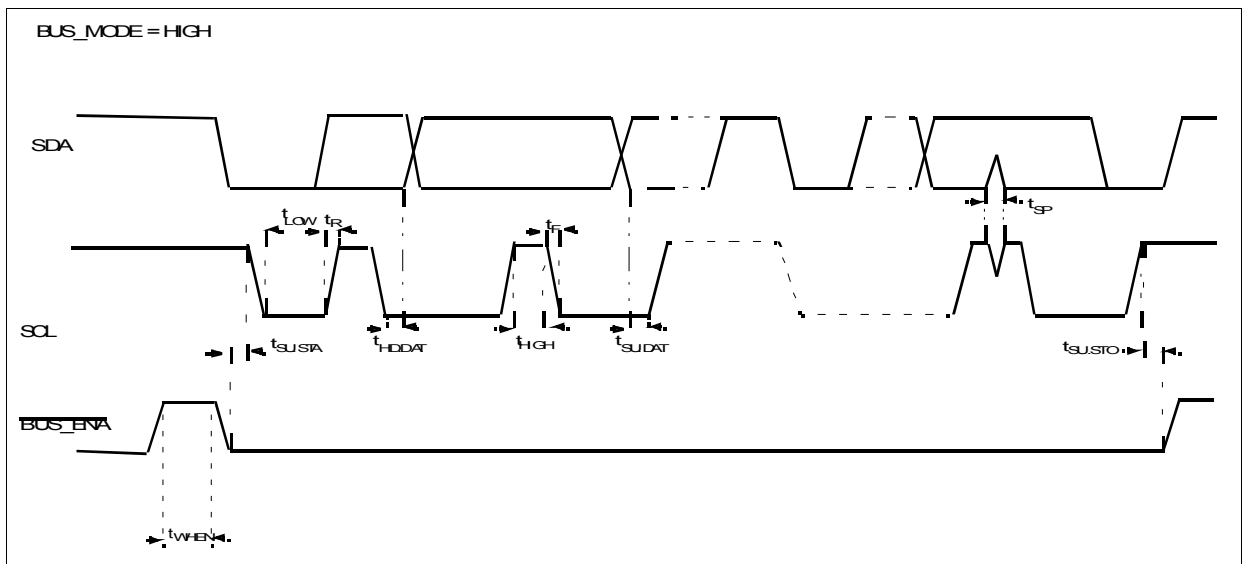 BUS_MODE = HIGH
SDA
tLOW tR
tF
tSP
SCL
tSU.STA
tHD.DAT
tHIGH
tSU.DAT
tSU.STO
BUS_ENA
tWHEN